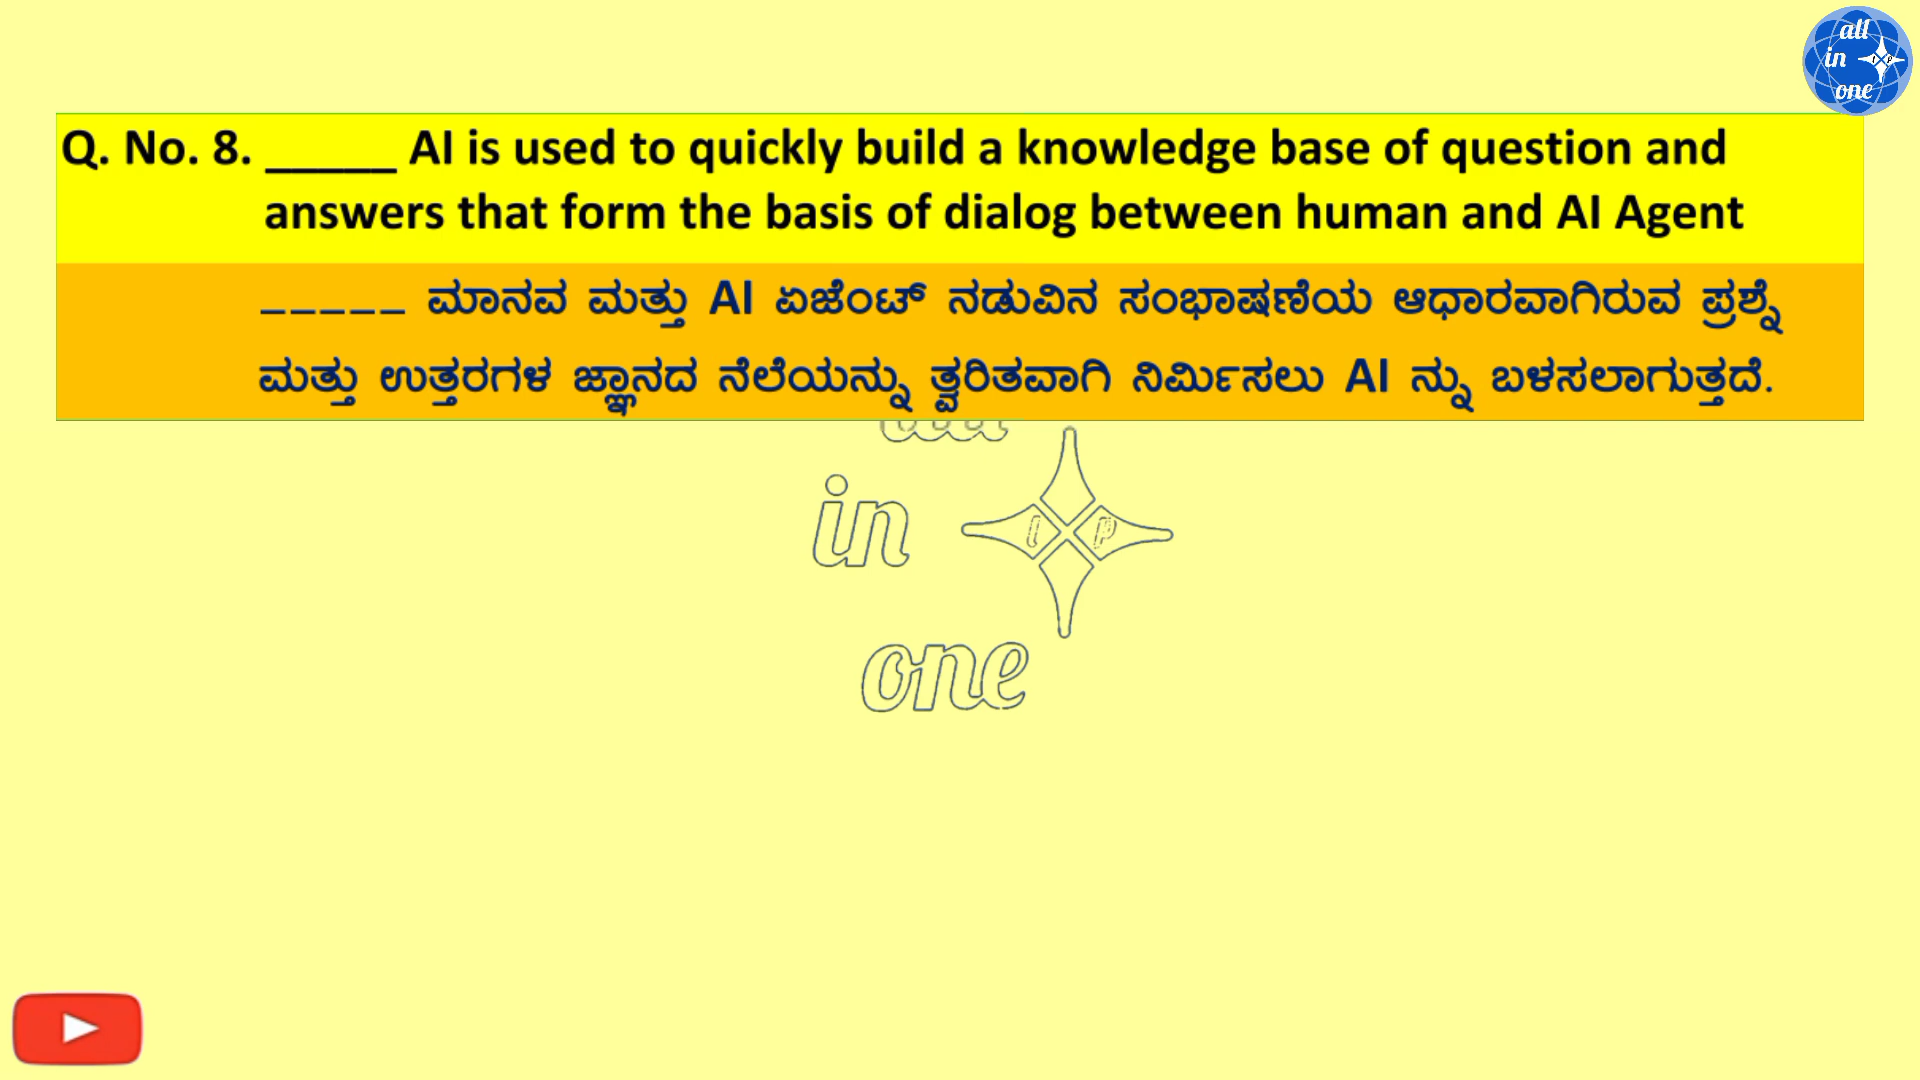 all
in
one
Q. No. 8. _____ AI is used to quickly build a knowledge base of question and
answers that form the basis of dialog between human and AI Agent
_____ ಮಾನವ ಮತ್ತು AI ಏಜೆಂಟ್ ನಡುವಿನ ಸಂಭಾಷಣೆಯ ಆಧಾರವಾಗಿರುವ ಪ್ರಶ್ನೆ
ಮತ್ತು ಉತ್ತರಗಳ ಜ್ಞಾನದ ನೆಲೆಯನ್ನು ತ್ವರಿತವಾಗಿ ನಿರ್ಮಿಸಲು AI ನ್ನು ಬಳಸಲಾಗುತ್ತದೆ.
in
I P
one